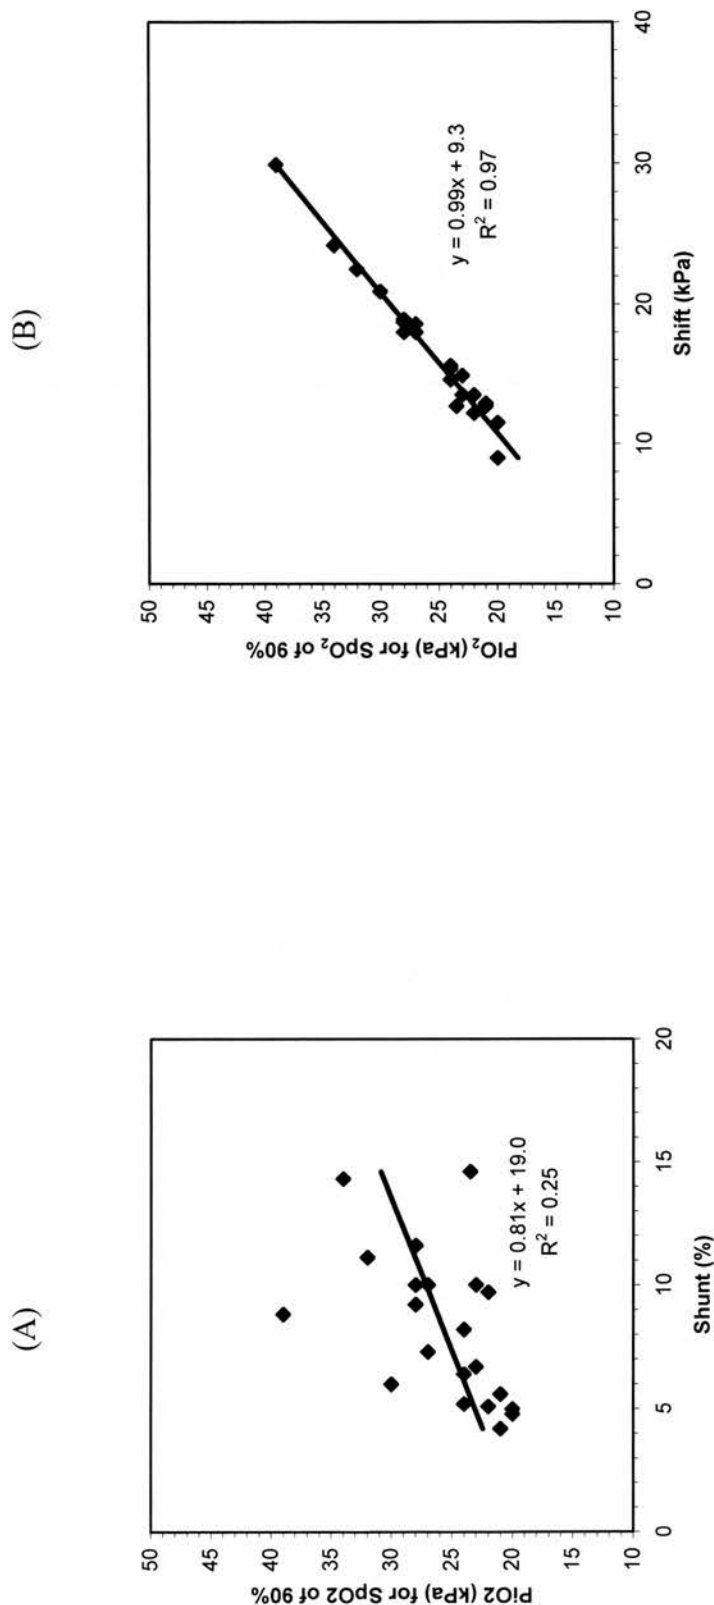 (A)
50
45
40
35
30
25
20
15
10
PiO2 (kPa) for SpO2 of 90%
y = 0.81x + 19.0
R² = 0.25
0
5
10
15
20
Shunt (%)
(B)
50
45
40
35
30
25
20
15
10
PIO₂ (kPa) for SpO₂ of 90%
y = 0.99x + 9.3
R² = 0.97
0
10
20
30
40
Shift (kPa)